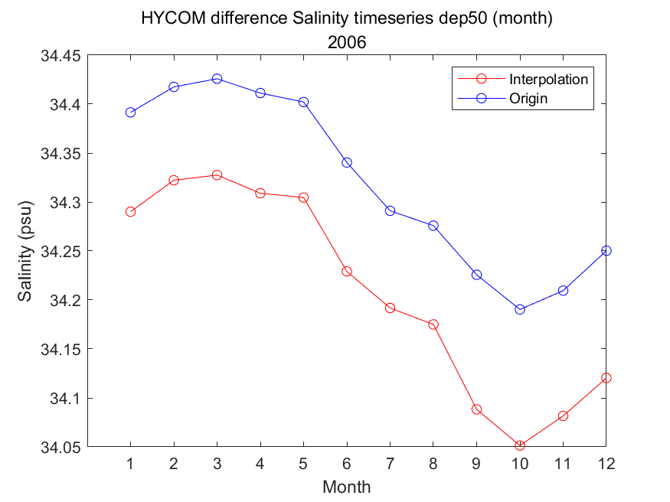 HYCOM difference Salinity timeseries dep50 (month)
2006
Interpolation
Origin
Salinity (psu)
34.45
34.4
34.35
34.3
34.25
34.2
34.15
34.1
34.05
1 2 3 4 5 6 7 8 9 10 11 12
Month